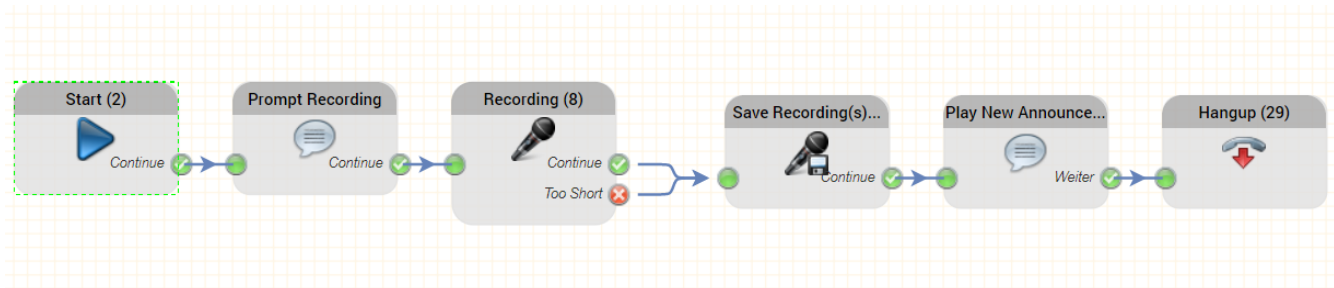 Start (2)
Continue
Prompt Recording
Continue
Recording (8)
Continue
Too Short
Save Recording(s)...
Continue
Play New Announce...
Weiter
Hangup (29)